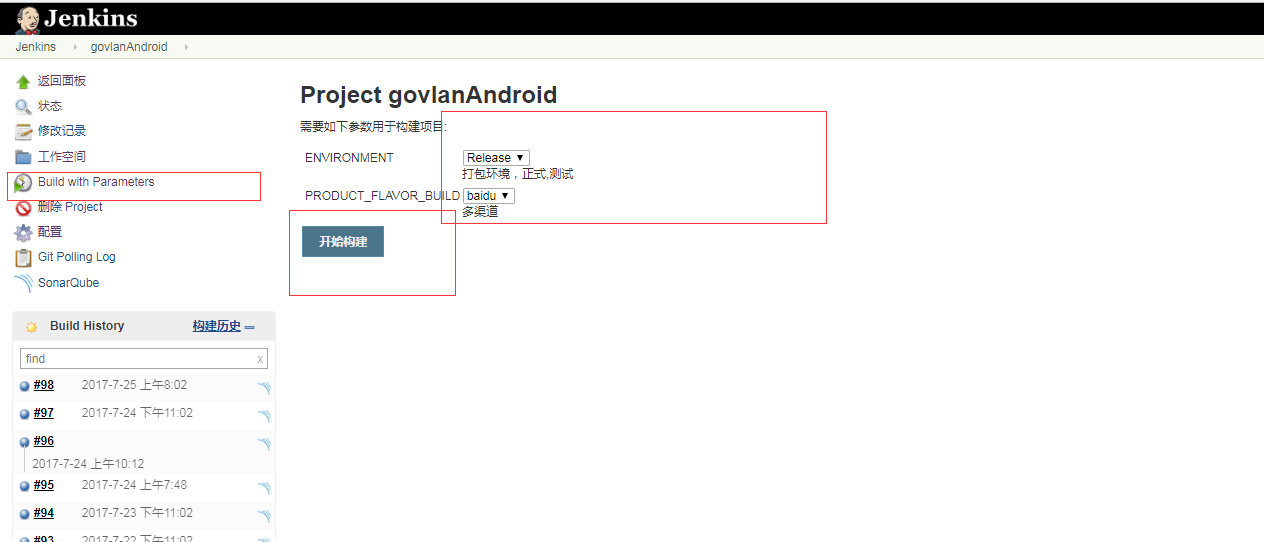 Jenkins
Jenkins
govlanAndroid
返回面板
状态
修改记录
工作空间
Build with Parameters
删除 Project
配置
Git Polling Log
SonarQube
Project govlanAndroid
需要如下参数用于构建项目:
ENVIRONMENT
Release
打包环境，正式,测试
PRODUCT_FLAVOR_BUILD
baidu
多渠道
开始构建
Build History
构建历史
find
x
#98 2017-7-25 上午8:02
#97 2017-7-24 下午11:02
#96
2017-7-24 上午10:12
#95 2017-7-24 上午7:48
#94 2017-7-23 下午11:02
#93 2017-7-22 下午11:02